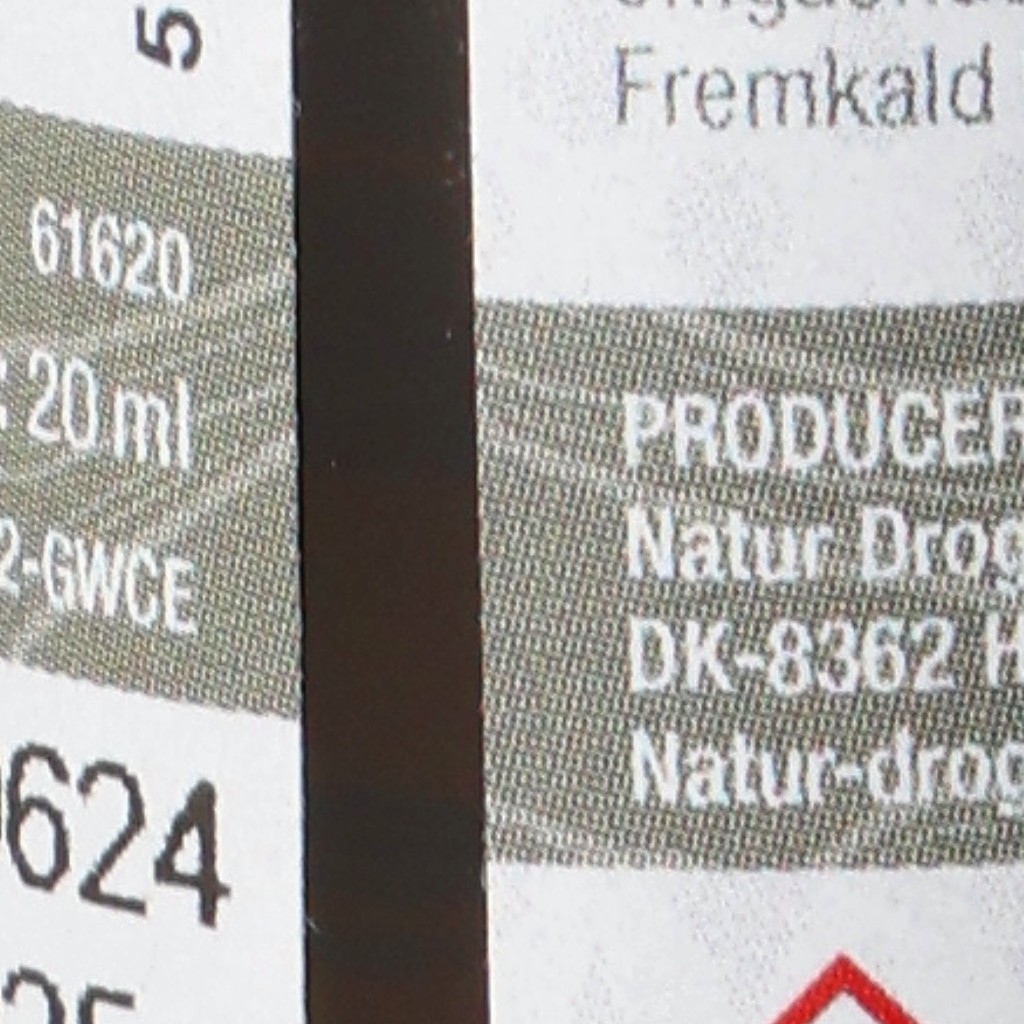 5
61620
: 20 ml
2-GWCE
624
Fremkald
PRODUCER
Natur Drog
DK-8362 H
Natur-drog